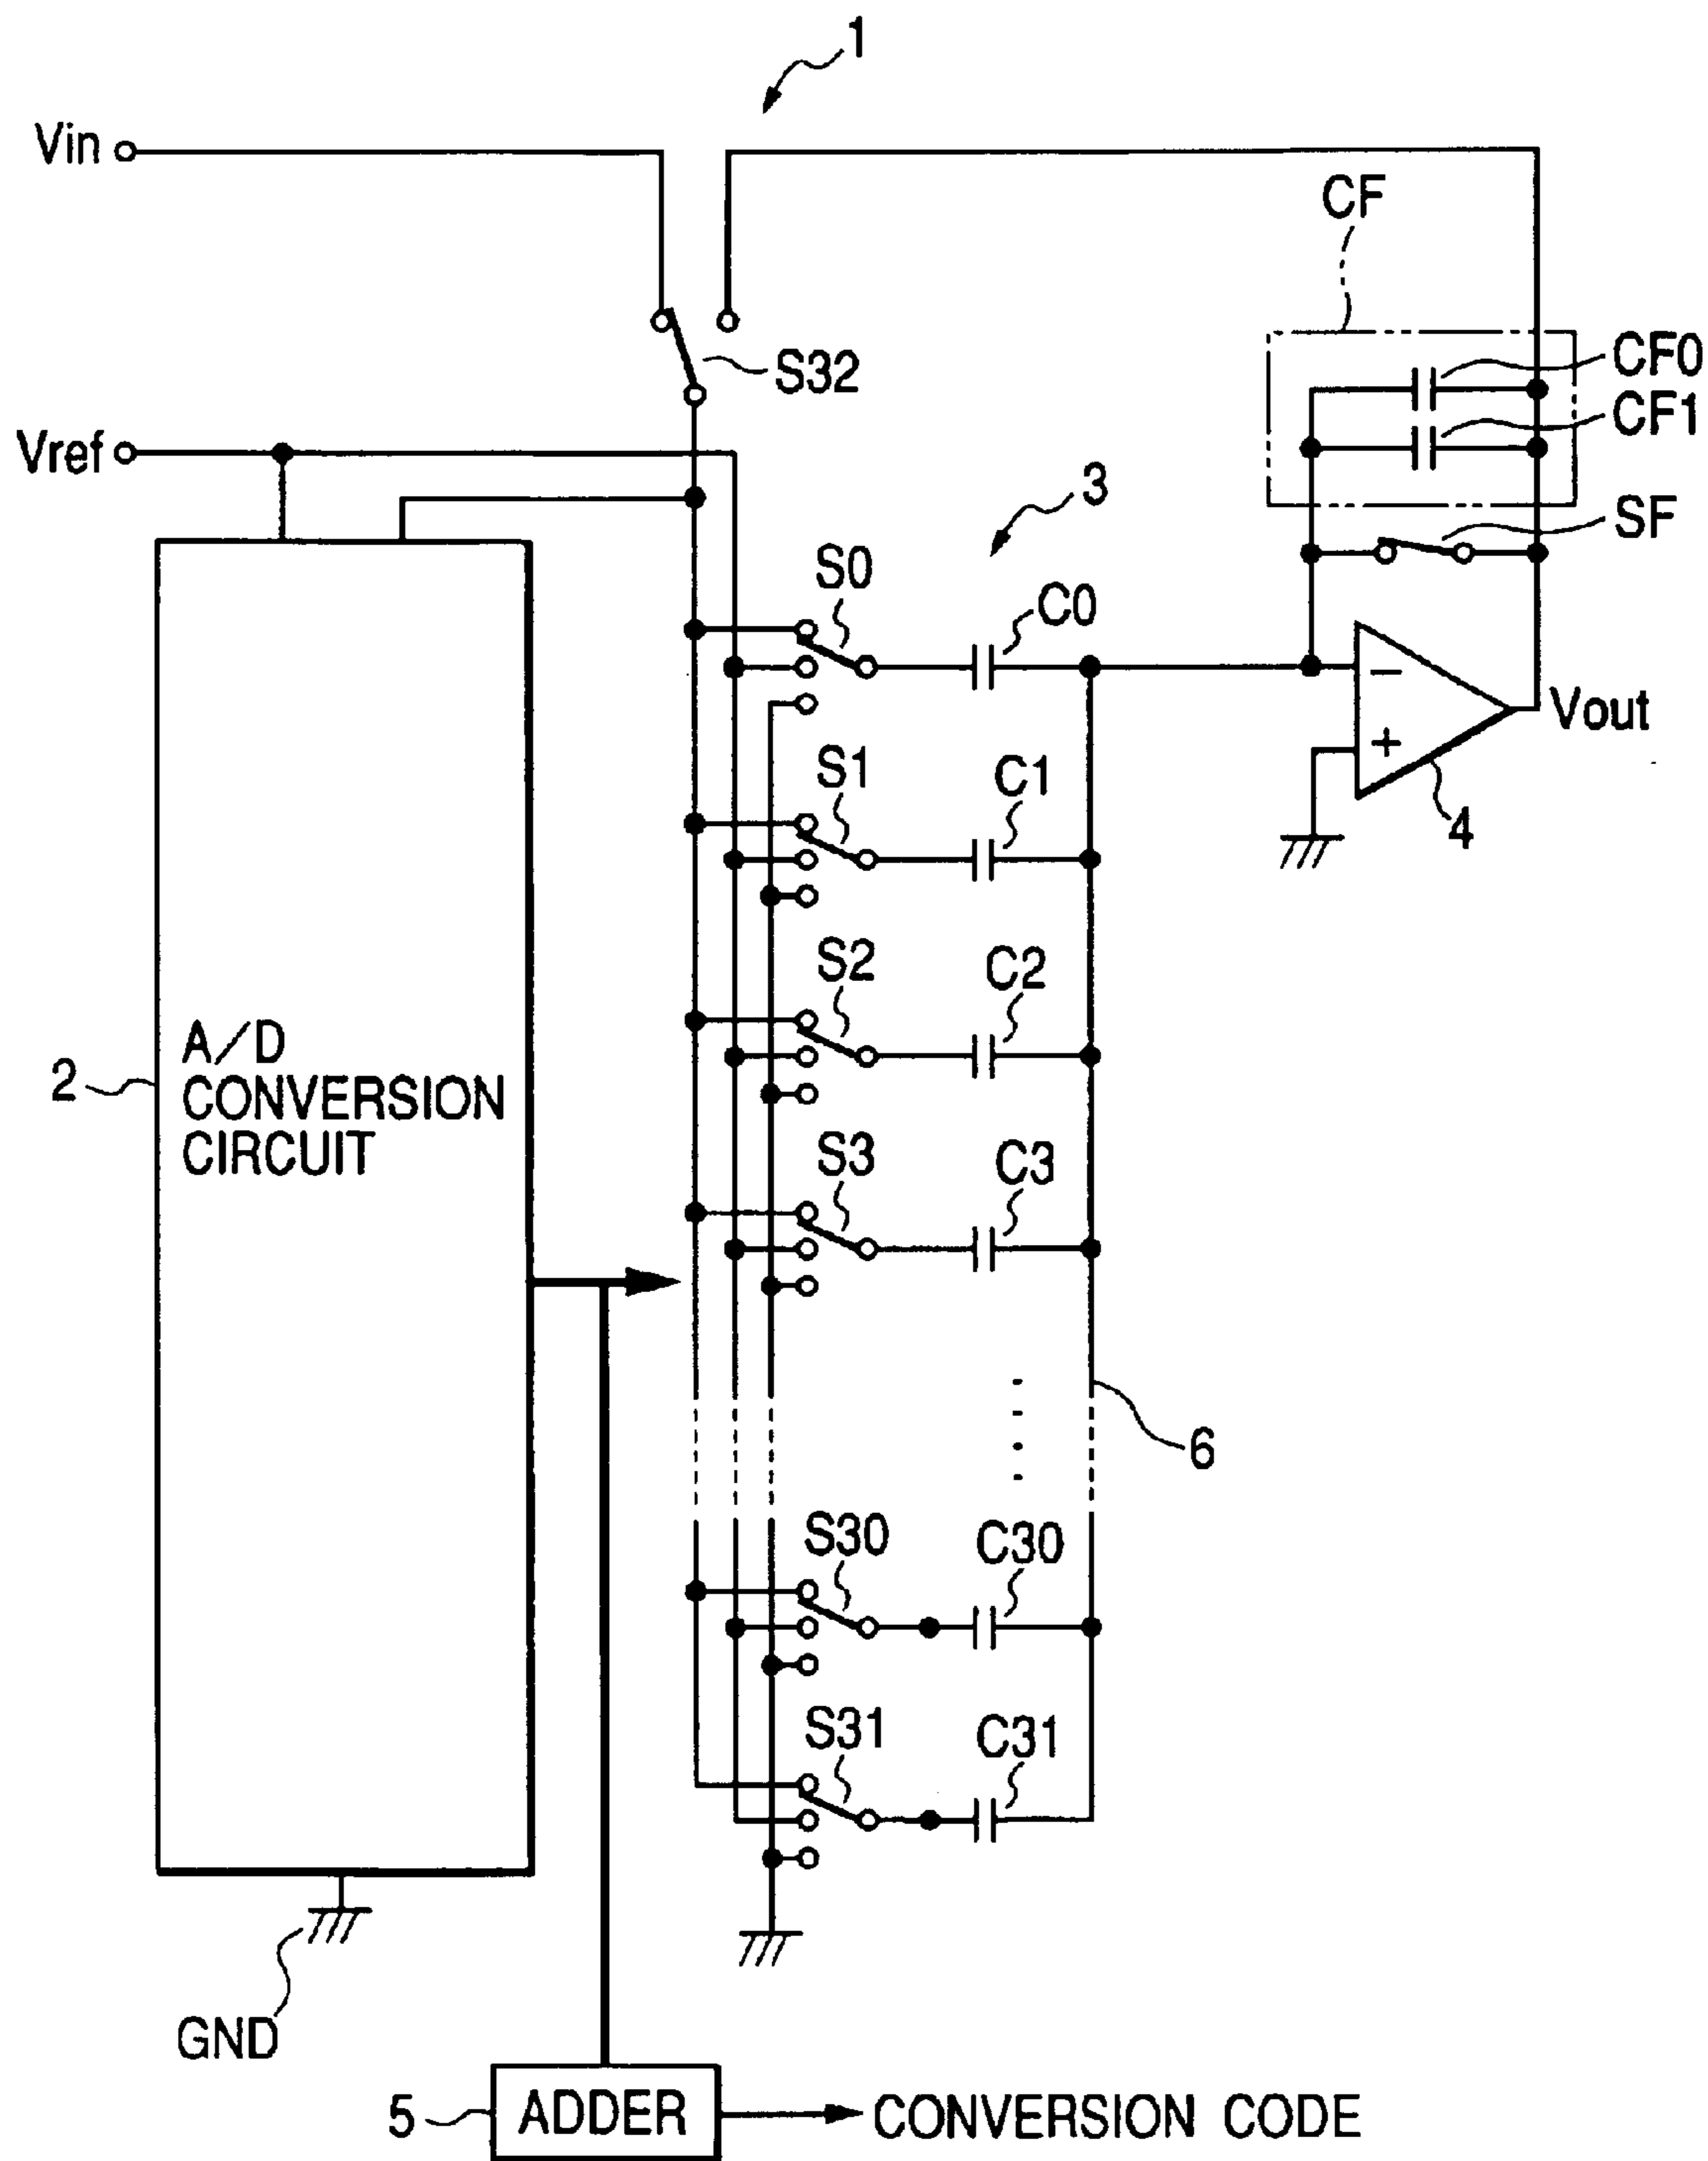 1
Vin
CF
S32
CF0
CF1
Vref
3
SF
S0
C0
−
Vout
+
4
S1
C1
S2
C2
2
A/D
CONVERSION
CIRCUIT
S3
C3
6
S30
C30
S31
C31
GND
5
ADDER
CONVERSION CODE